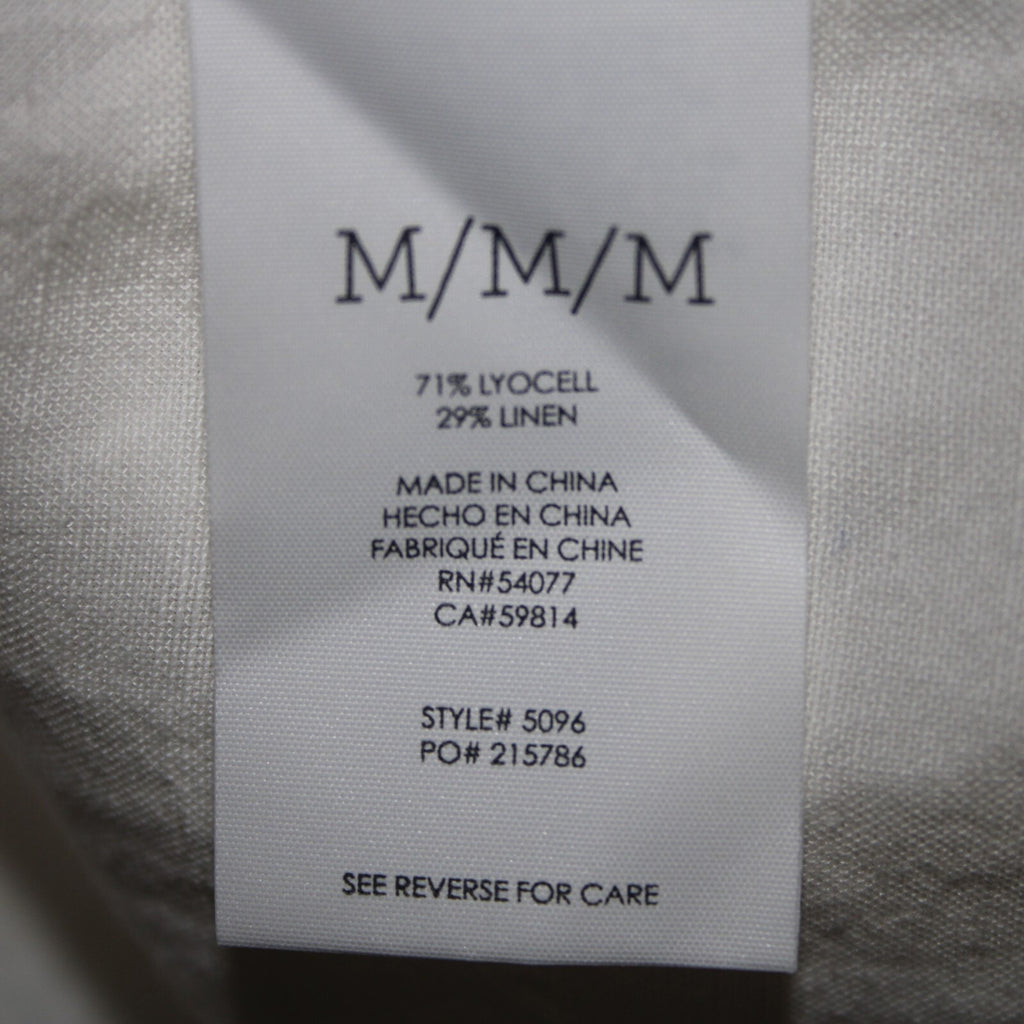 M/M/M
71% LYOCELL
29% LINEN
MADE IN CHINA
HECHO EN CHINA
FABRIQUÉ EN CHINE
RN#54077
CA#59814
STYLE# 5096
PO# 215786
SEE REVERSE FOR CARE